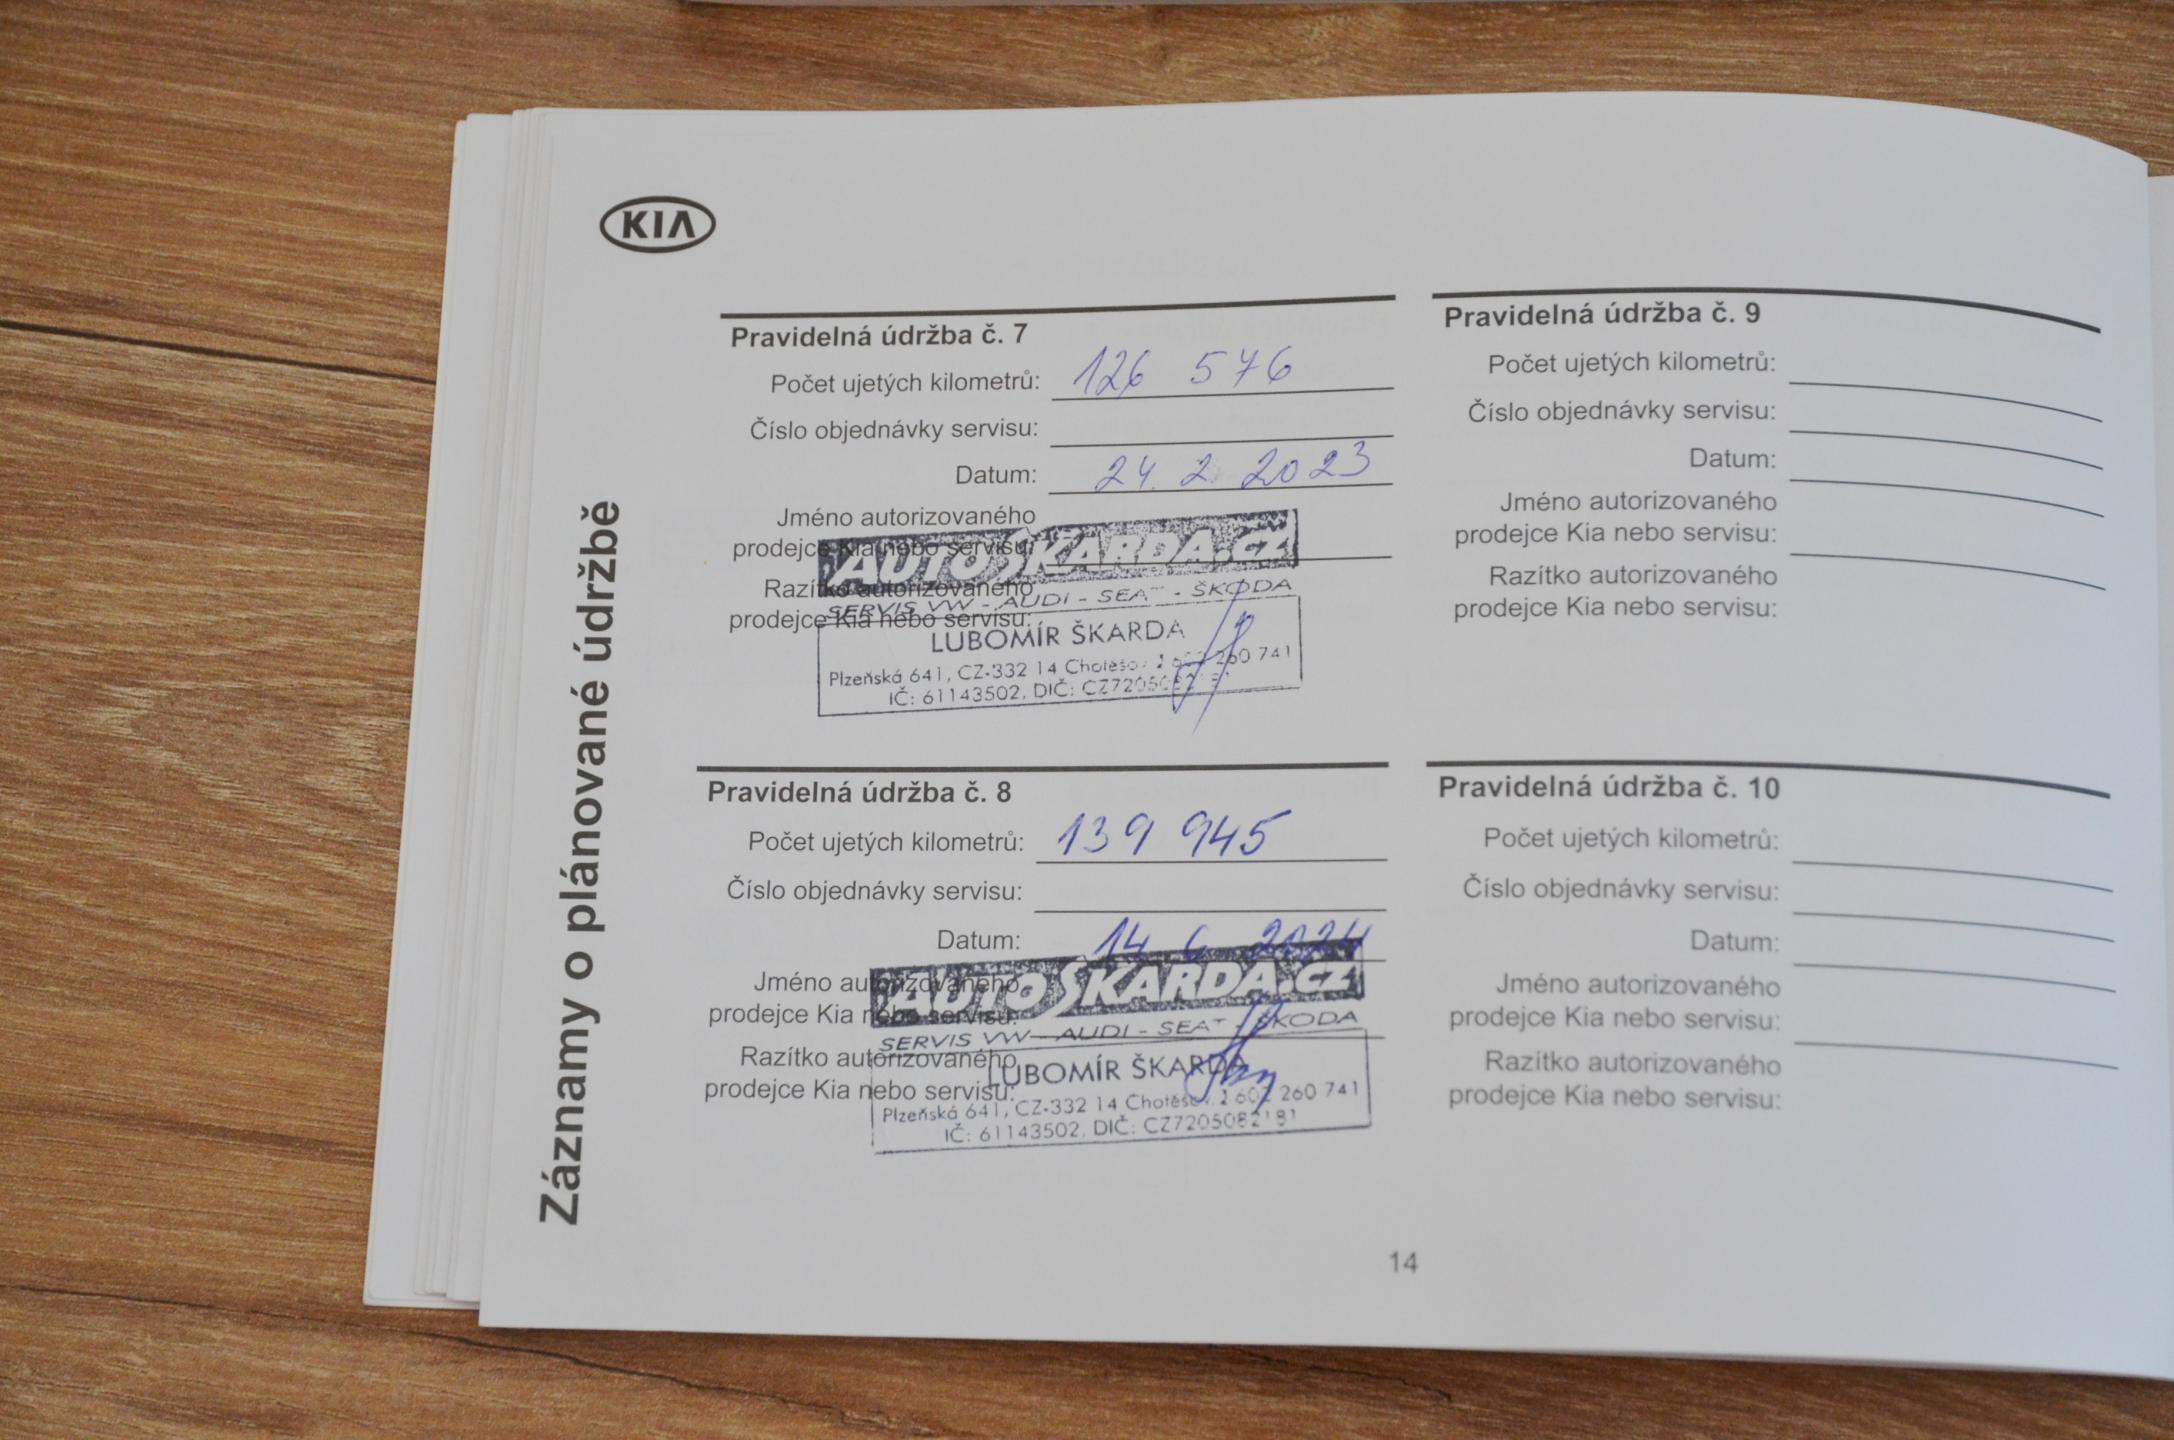 KIA
Záznamy o plánované údržbě
Pravidelná údržba č. 7
Počet ujetých kilometrů: 126 576
Číslo objednávky servisu:
Datum: 24. 2. 2023
Jméno autorizovaného
prodejce Kia nebo servisu:
Razítko autorizovaného
prodejce Kia nebo servisu:
AUTOŠKARDA.CZ
SERVIS VW - AUDI - SEAT - ŠKODA
LUBOMÍR ŠKARDA
Plzeňská 641, CZ-332 14 Chotěšov 260 741
IČ: 61143502, DIČ:
Pravidelná údržba č. 8
Počet ujetých kilometrů: 139 945
Číslo objednávky servisu:
Datum: 14 6 2024
Jméno autorizovaného
prodejce Kia nebo servisu:
Razítko autorizovaného
prodejce Kia nebo servisu:
AUTOŠKARDA.CZ
SERVIS VW - AUDI - SEAT - ŠKODA
LUBOMÍR ŠKARDA
Plzeňská 641, CZ-332 14 Chotěšov 260 741
IČ: 61143502, DIČ: CZ7205082181
Pravidelná údržba č. 9
Počet ujetých kilometrů:
Číslo objednávky servisu:
Datum:
Jméno autorizovaného
prodejce Kia nebo servisu:
Razítko autorizovaného
prodejce Kia nebo servisu:
Pravidelná údržba č. 10
Počet ujetých kilometrů:
Číslo objednávky servisu:
Datum:
Jméno autorizovaného
prodejce Kia nebo servisu:
Razítko autorizovaného
prodejce Kia nebo servisu:
14